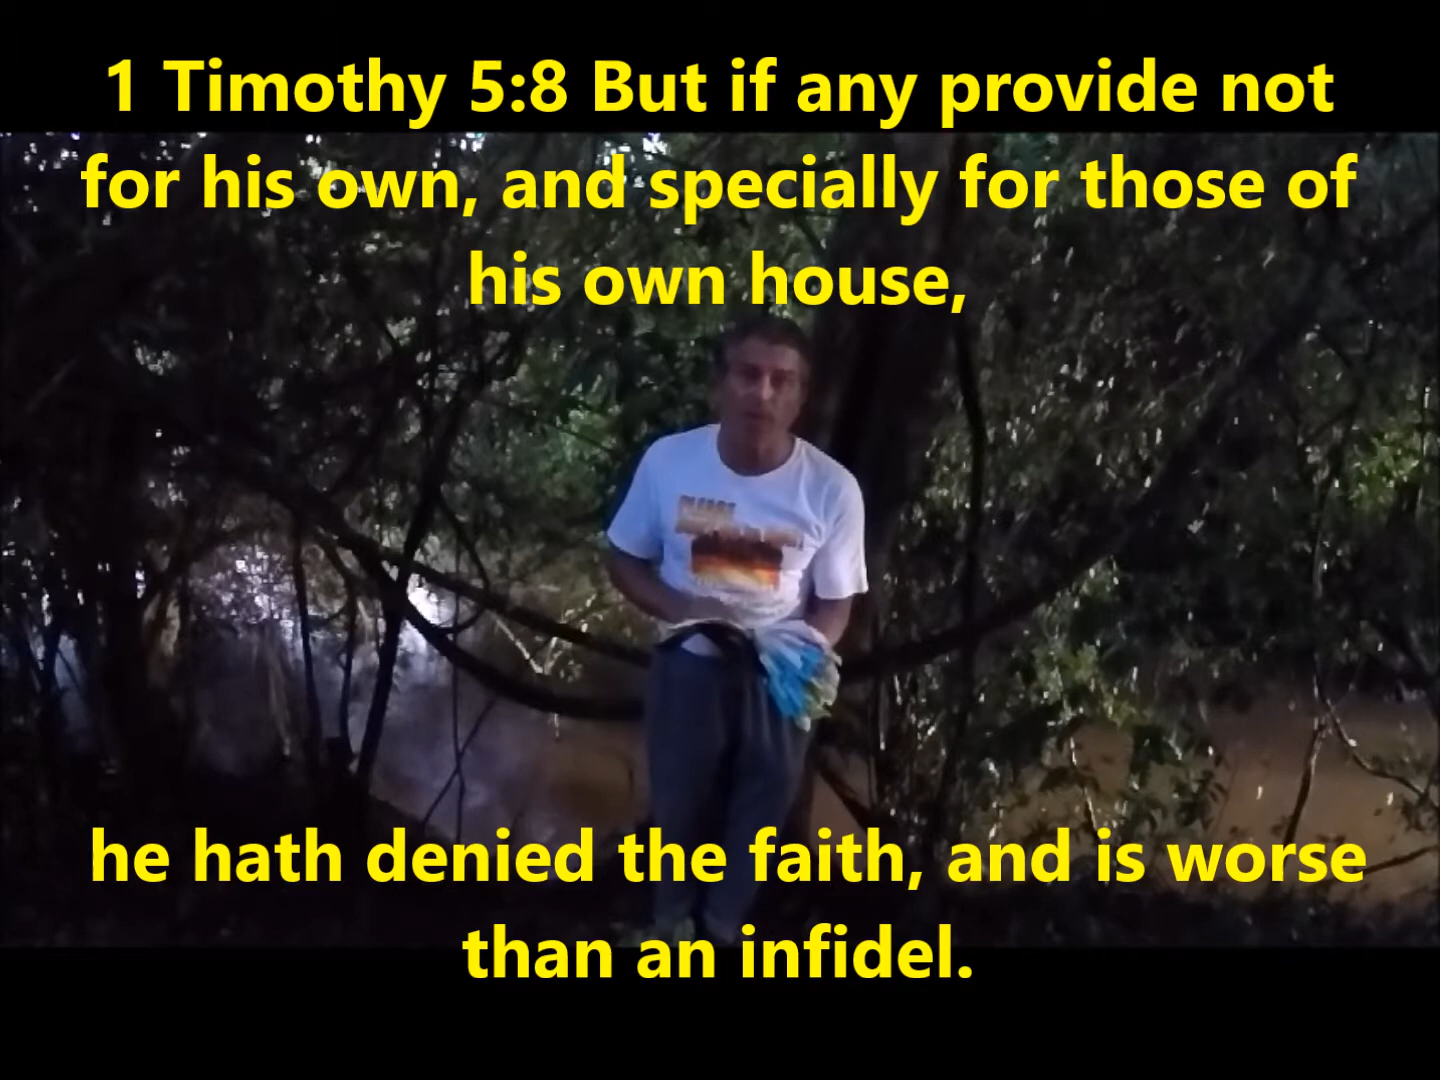 1 Timothy 5:8 But if any provide not
for his own, and specially for those of
his own house,
he hath denied the faith, and is worse
than an infidel.